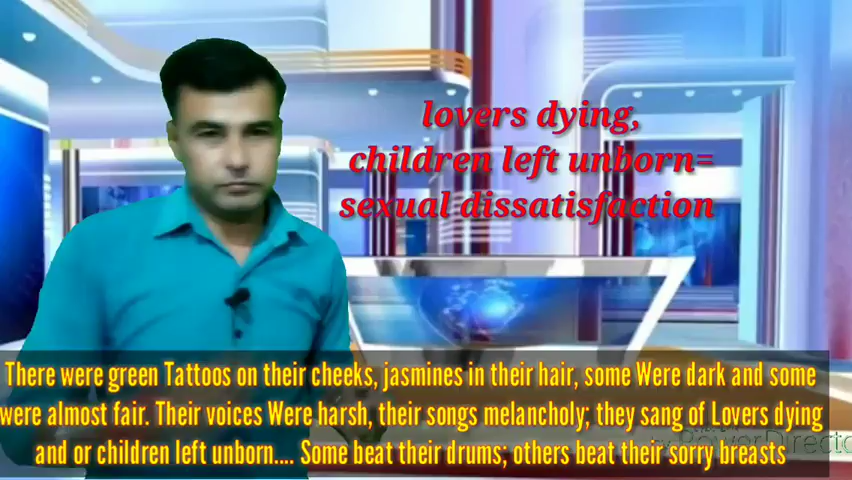 lovers dying,
children left unborn=
sexual dissatisfaction
There were green Tattoos on their cheeks, jasmines in their hair, some Were dark and some
were almost fair. Their voices Were harsh, their songs melancholy; they sang of Lovers dying
and or children left unborn.... Some beat their drums; others beat their sorry breasts
PowerDirecto